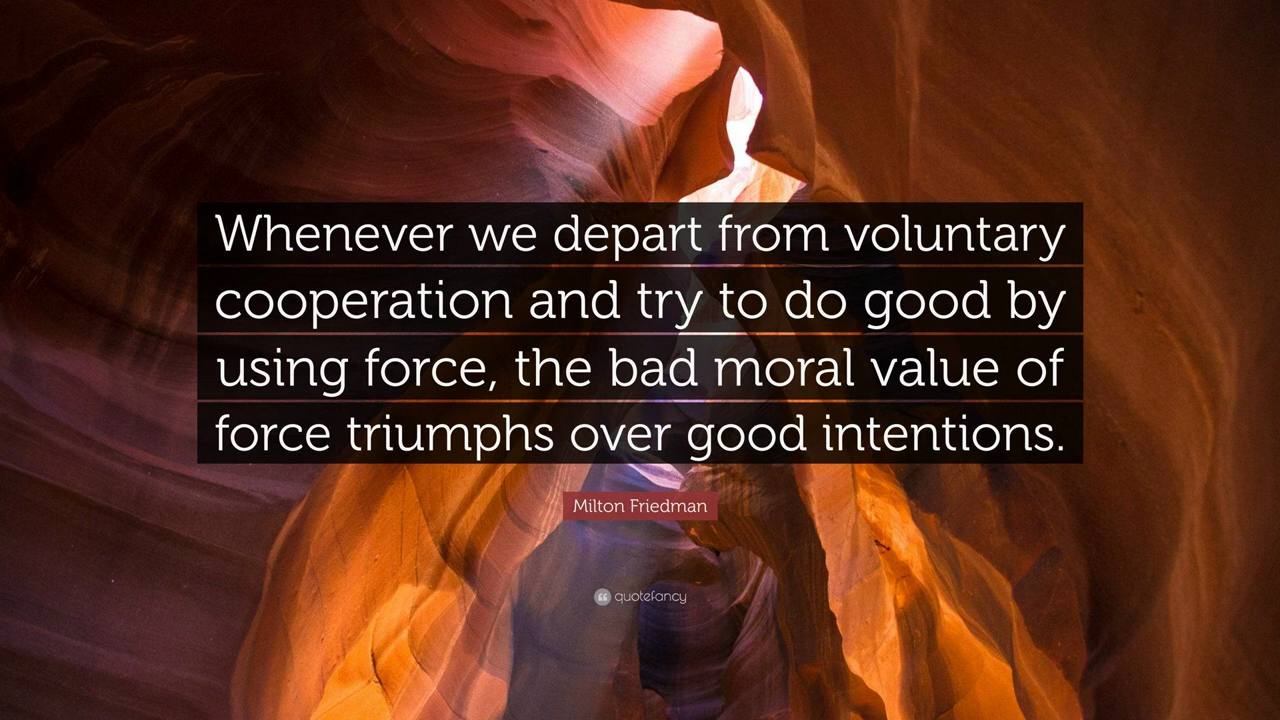 Whenever we depart from voluntary
cooperation and try to do good by
using force, the bad moral value of
force triumphs over good intentions.
Milton Friedman
quotefancy